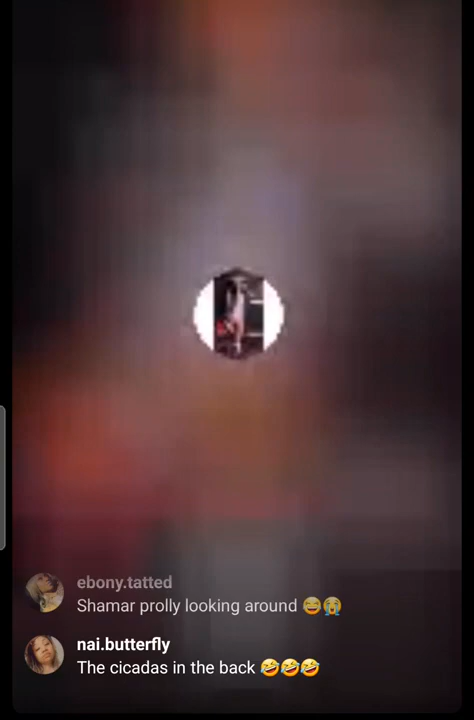 ebony.tatted
Shamar prolly looking around 😅😭
nai.butterfly
The cicadas in the back 🤣🤣🤣